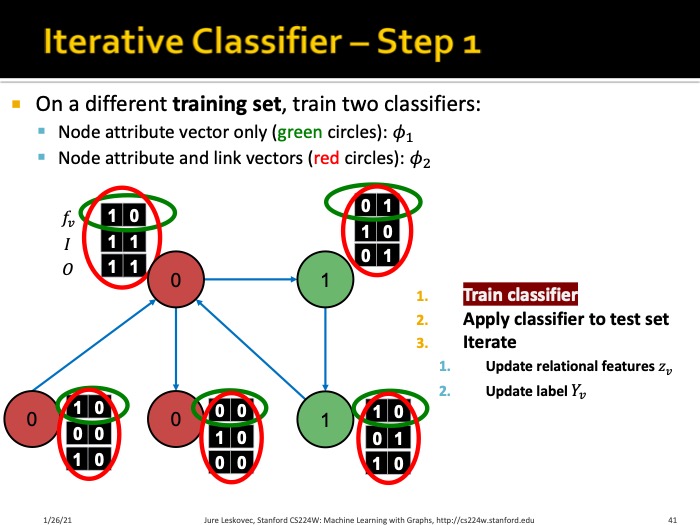 Iterative Classifier – Step 1
On a different training set, train two classifiers:
Node attribute vector only (green circles): ϕ₁
Node attribute and link vectors (red circles): ϕ₂
f_v 1 0
I 1 1
O 1 1
0 1
1 0
0 1
0
1
1. Train classifier
2. Apply classifier to test set
3. Iterate
1. Update relational features z_v
2. Update label Y_v
0
1 0
0 0
1 0
0
0 0
1 0
0 0
1
1 0
0 1
1 0
1/26/21
Jure Leskovec, Stanford CS224W: Machine Learning with Graphs, http://cs224w.stanford.edu
41